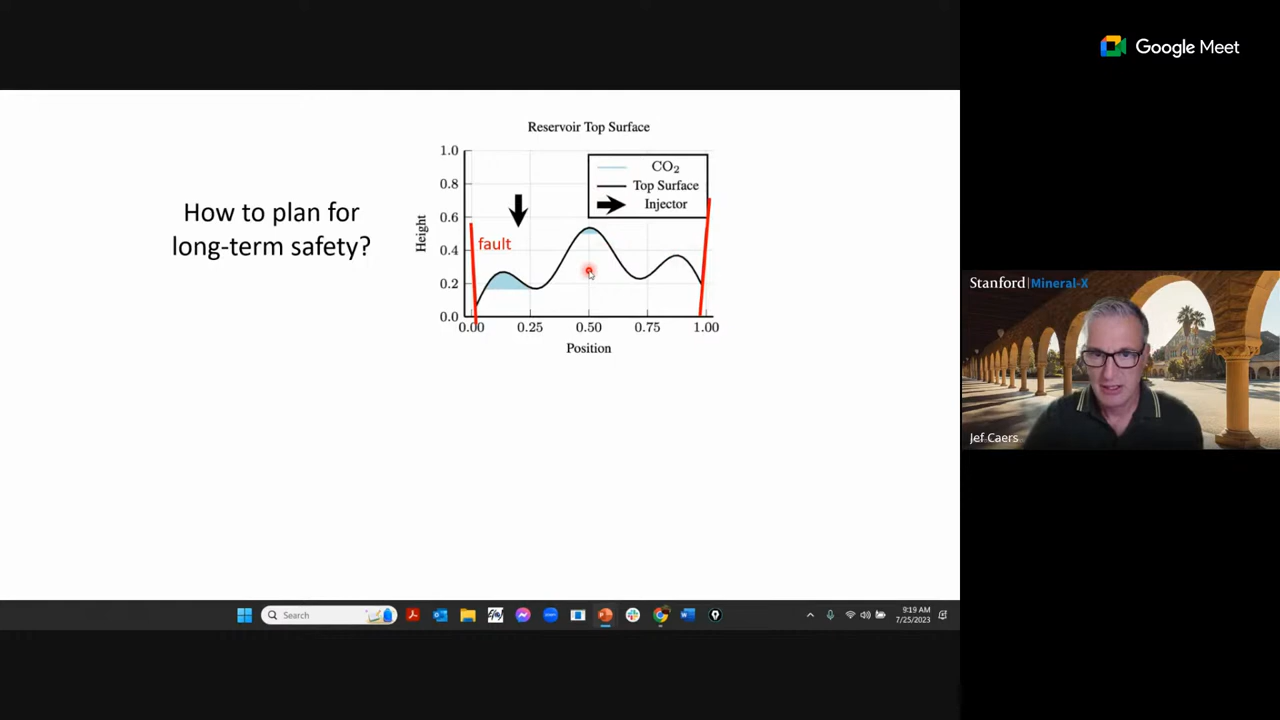 Google Meet
Reservoir Top Surface
1.0
0.8
0.6
0.4
0.2
0.0
Height
CO₂
Top Surface
Injector
How to plan for
long-term safety?
fault
0.00
0.25
0.50
0.75
1.00
Position
Stanford | Mineral-X
Jef Caers
Search
9:19 AM
7/25/2023